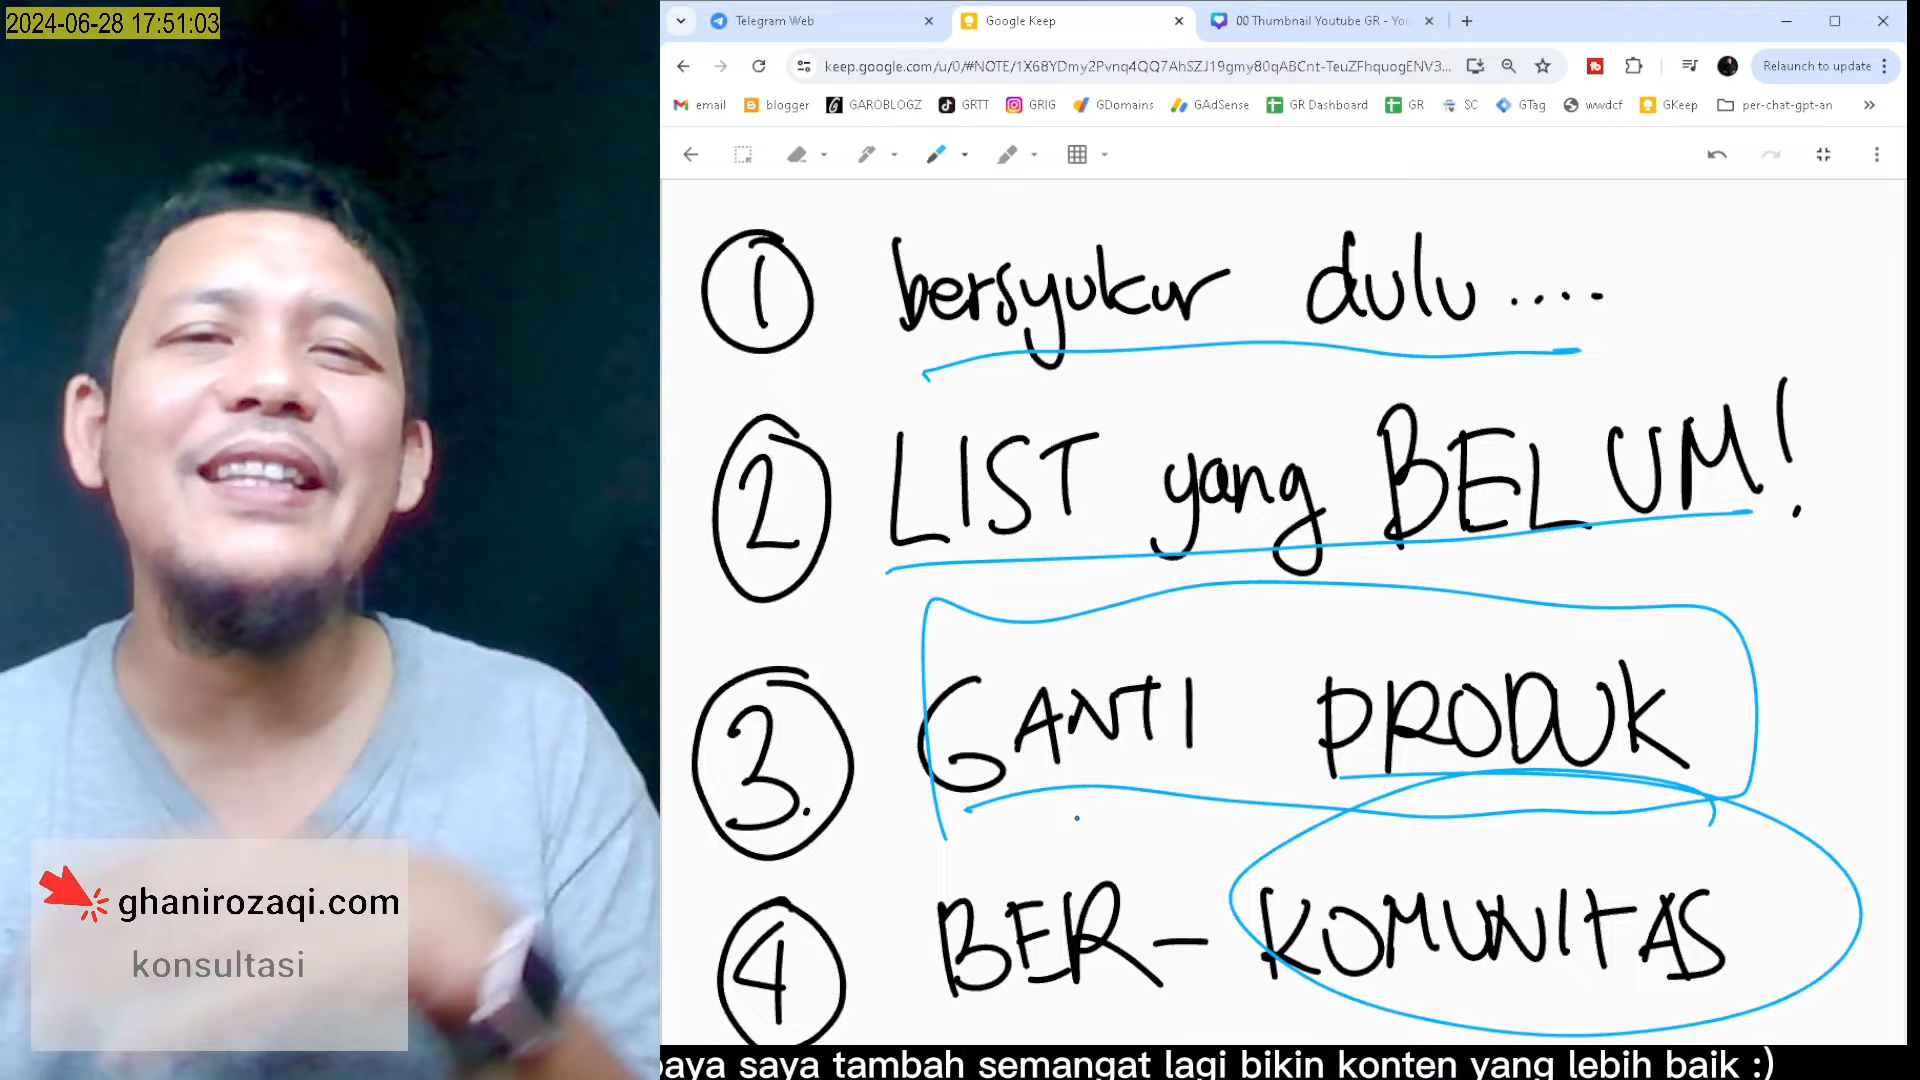 2024-06-28 17:51:03
Telegram Web
Google Keep
00 Thumbnail Youtube GR - You
keep.google.com/u/0/#NOTE/1X68YDmy2Pvnq4QQ7AhSZJ19gmy80qABCnt-TeuZFhquogENV3...
Relaunch to update
email blogger GAROBLOGZ GRTT GRIG GDomains GAdSense GR Dashboard GR SC GTag wwdcf GKeep per-chat-gpt-an
1 bersyukur dulu ....
2 LIST yang BELUM!
3. GANTI PRODUK
4 BER- KOMUNITAS
ghanirozaqi.com
konsultasi
saya tambah semangat lagi bikin konten yang lebih baik :)